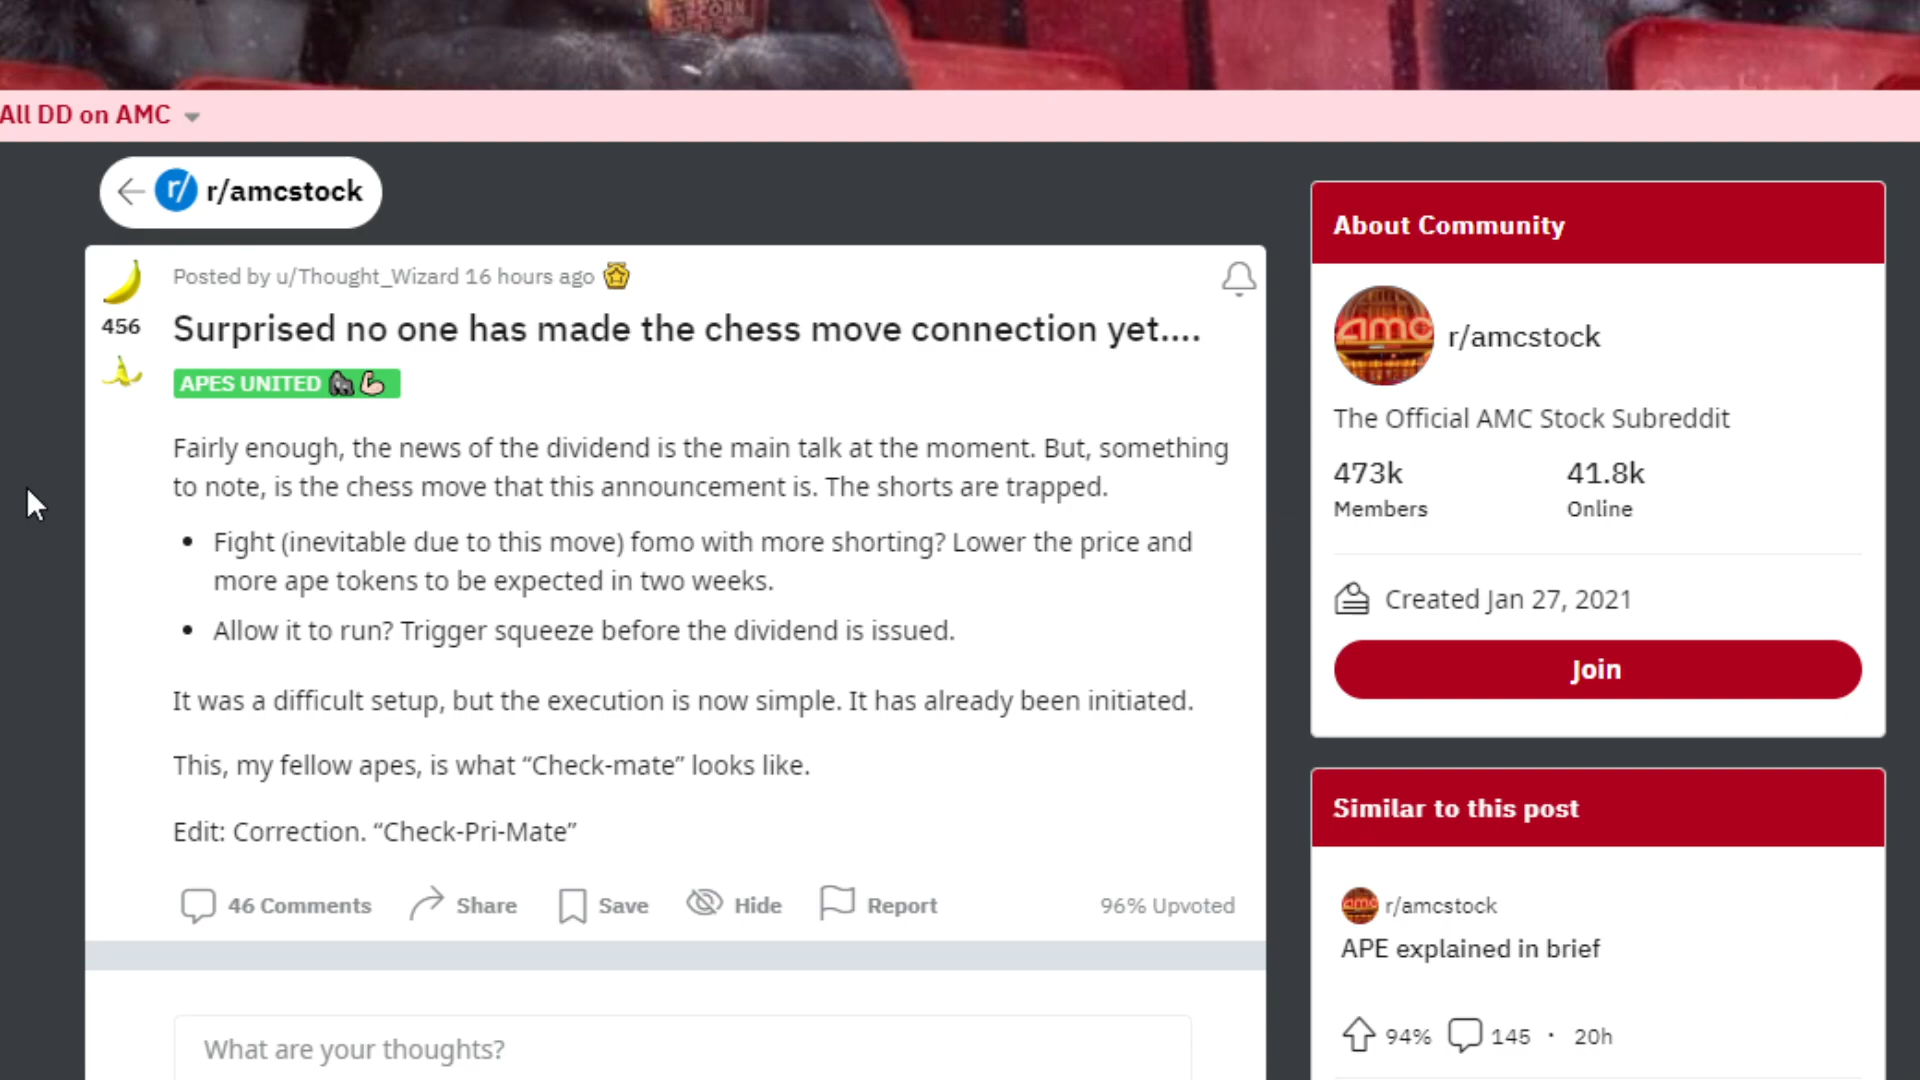 All DD on AMC
r/ r/amcstock
Posted by u/Thought_Wizard 16 hours ago
456
Surprised no one has made the chess move connection yet....
APES UNITED
Fairly enough, the news of the dividend is the main talk at the moment. But, something
to note, is the chess move that this announcement is. The shorts are trapped.
Fight (inevitable due to this move) fomo with more shorting? Lower the price and
more ape tokens to be expected in two weeks.
Allow it to run? Trigger squeeze before the dividend is issued.
It was a difficult setup, but the execution is now simple. It has already been initiated.
This, my fellow apes, is what “Check-mate” looks like.
Edit: Correction. “Check-Pri-Mate”
46 Comments Share Save Hide Report 96% Upvoted
What are your thoughts?
About Community
amc r/amcstock
The Official AMC Stock Subreddit
473k 41.8k
Members Online
Created Jan 27, 2021
Join
Similar to this post
amc r/amcstock
APE explained in brief
94% 145 · 20h